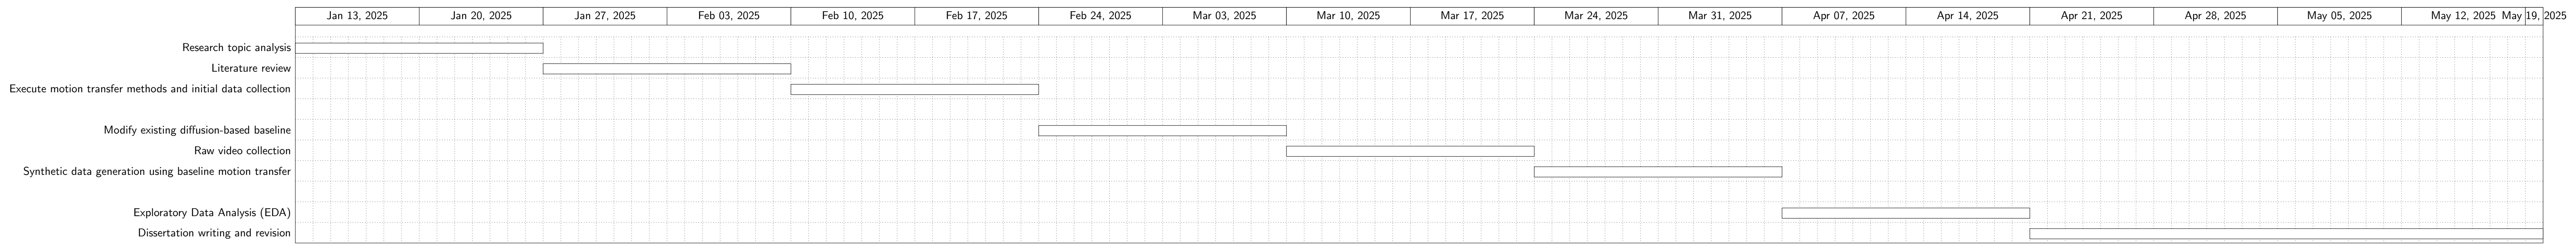 Jan 13, 2025 Jan 20, 2025 Jan 27, 2025 Feb 03, 2025 Feb 10, 2025 Feb 17, 2025 Feb 24, 2025 Mar 03, 2025 Mar 10, 2025 Mar 17, 2025 Mar 24, 2025 Mar 31, 2025 Apr 07, 2025 Apr 14, 2025 Apr 21, 2025 Apr 28, 2025 May 05, 2025 May 12, 2025 May 19, 2025
Research topic analysis
Literature review
Execute motion transfer methods and initial data collection
Modify existing diffusion-based baseline
Raw video collection
Synthetic data generation using baseline motion transfer
Exploratory Data Analysis (EDA)
Dissertation writing and revision